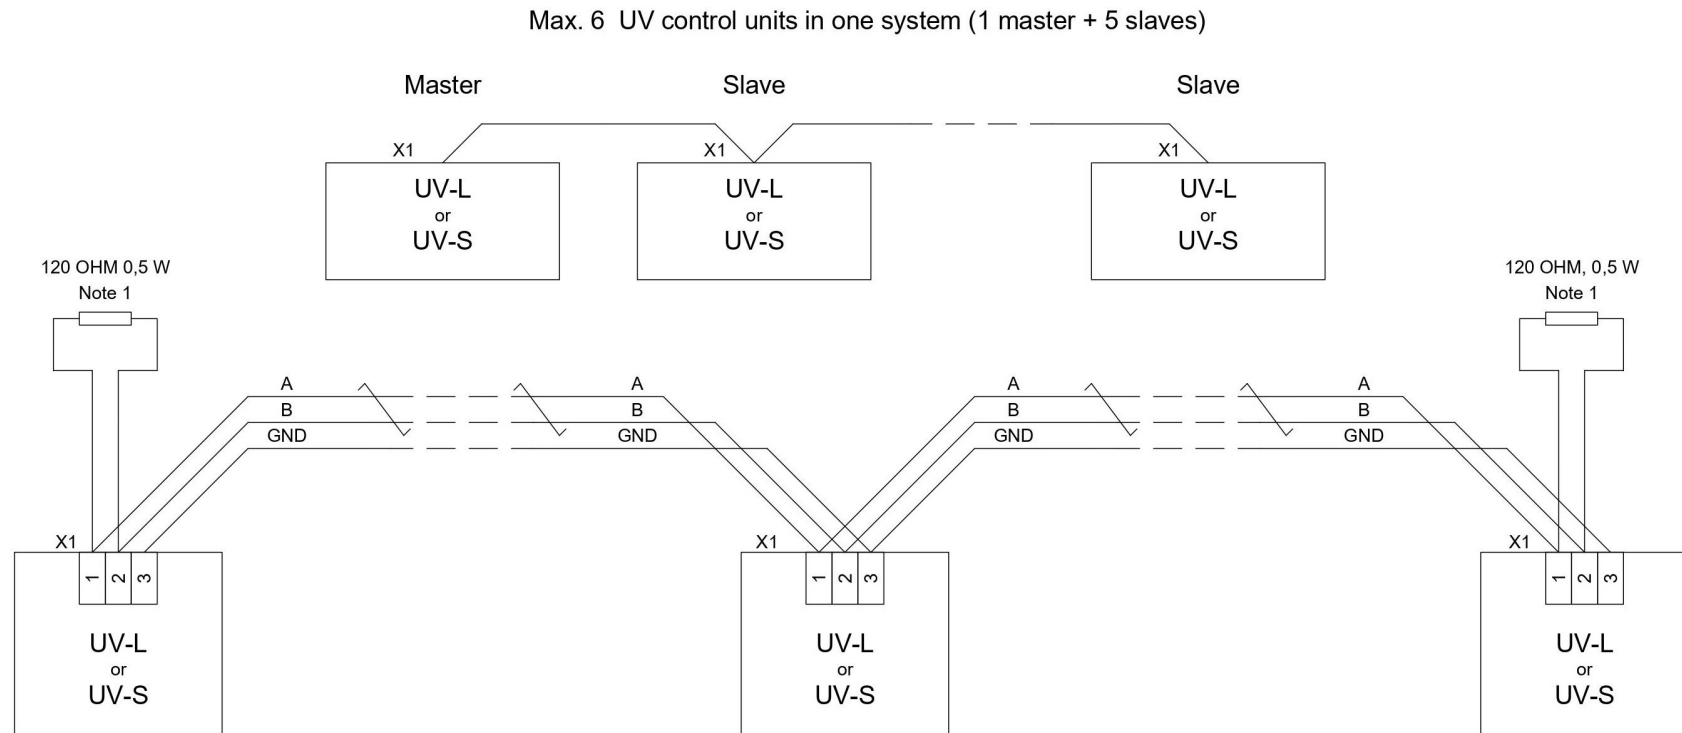 Max. 6  UV control units in one system (1 master + 5 slaves)
Master
Slave
Slave
X1
X1
X1
UV-L
or
UV-S
UV-L
or
UV-S
UV-L
or
UV-S
120 OHM 0,5 W
Note 1
120 OHM, 0,5 W
Note 1
A
B
GND
A
B
GND
A
B
GND
A
B
GND
X1
1
2
3
UV-L
or
UV-S
X1
1
2
3
UV-L
or
UV-S
X1
1
2
3
UV-L
or
UV-S